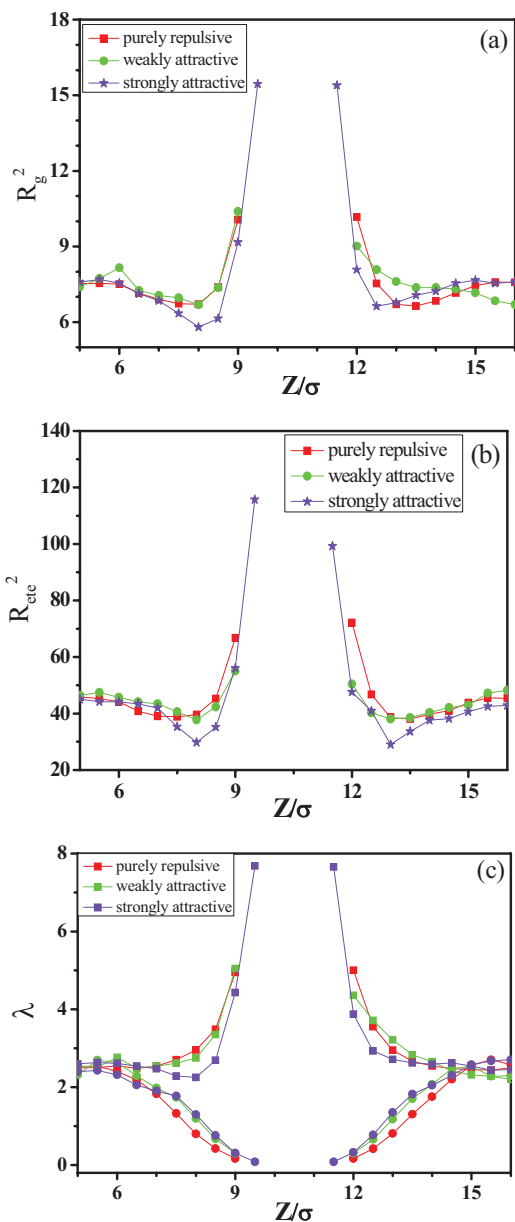 (a)
purely repulsive
weakly attractive
strongly attractive
R_g^2
18
15
12
9
6
6 9 12 15
Z/σ
(b)
purely repulsive
weakly attractive
strongly attractive
R_ete^2
140
120
100
80
60
40
20
6 9 12 15
Z/σ
(c)
purely repulsive
weakly attractive
strongly attractive
λ
8
6
4
2
0
6 9 12 15
Z/σ